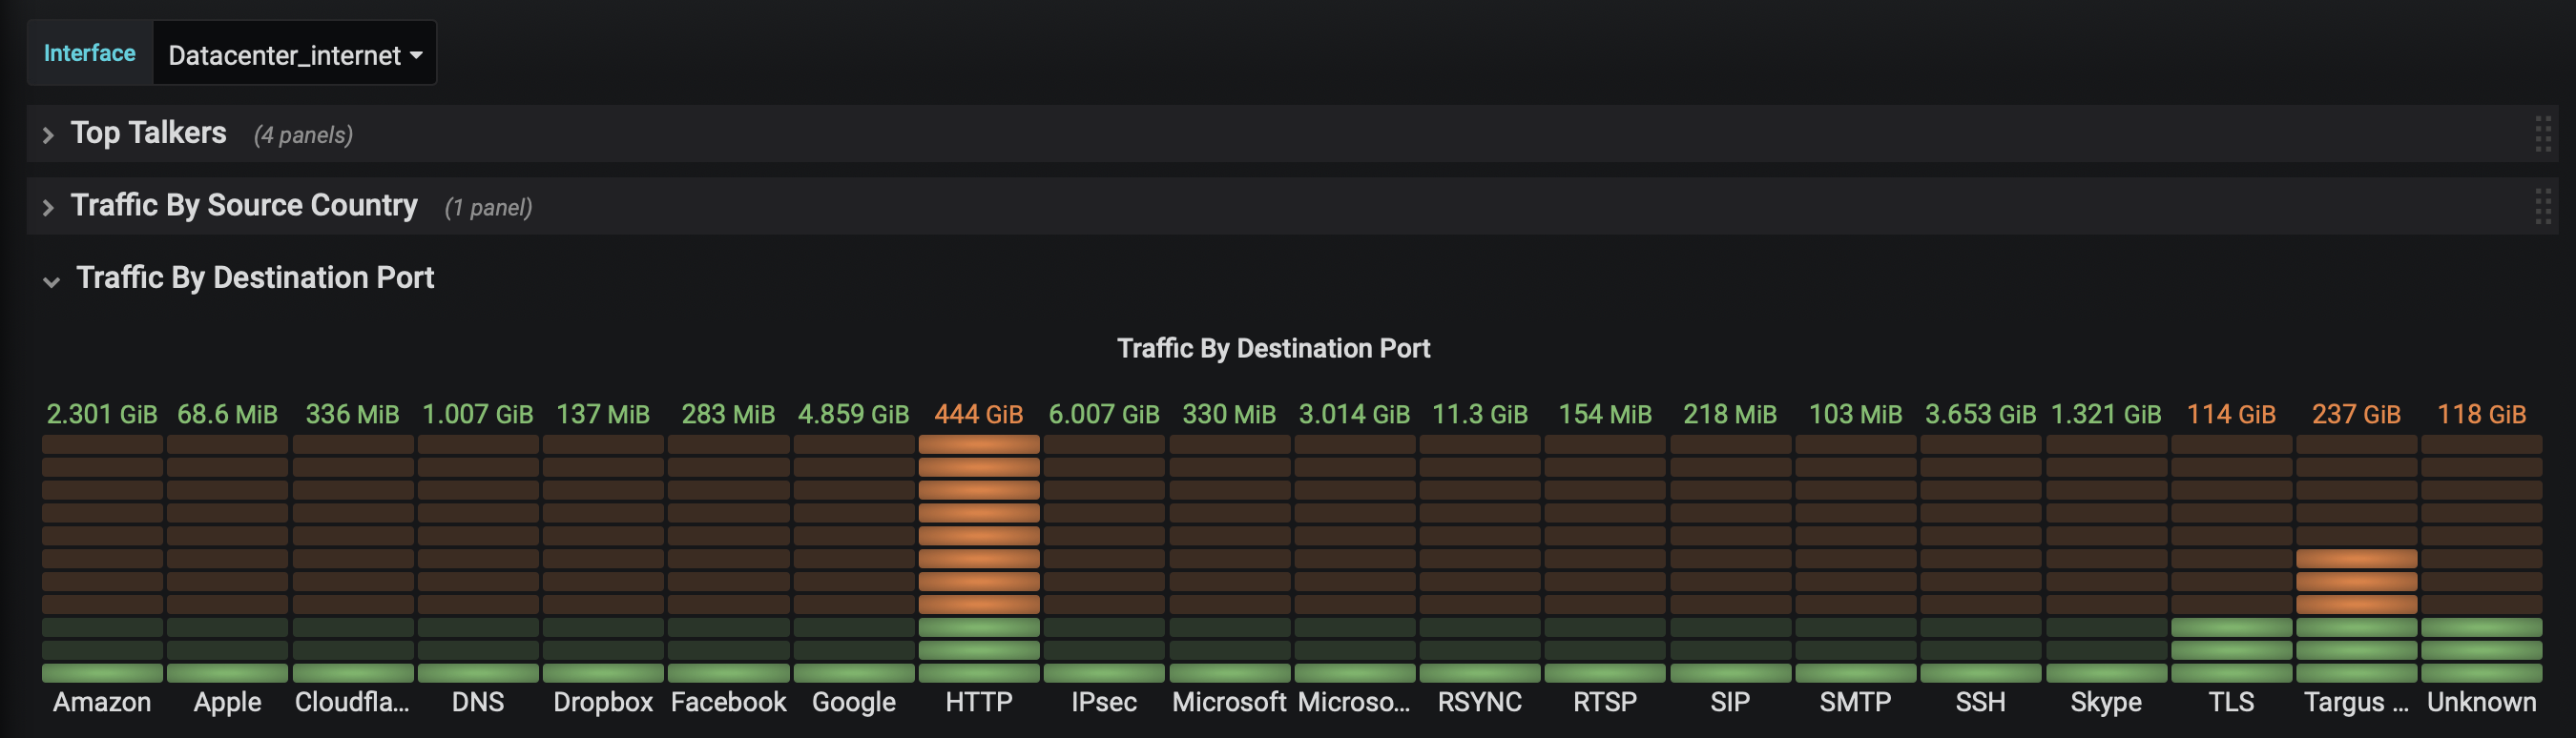 Interface Datacenter_internet
Top Talkers (4 panels)
Traffic By Source Country (1 panel)
Traffic By Destination Port
Traffic By Destination Port
2.301 GiB 68.6 MiB 336 MiB 1.007 GiB 137 MiB 283 MiB 4.859 GiB 444 GiB 6.007 GiB 330 MiB 3.014 GiB 11.3 GiB 154 MiB 218 MiB 103 MiB 3.653 GiB 1.321 GiB 114 GiB 237 GiB 118 GiB
Amazon Apple Cloudfla... DNS Dropbox Facebook Google HTTP IPsec Microsoft Microso... RSYNC RTSP SIP SMTP SSH Skype TLS Targus ... Unknown